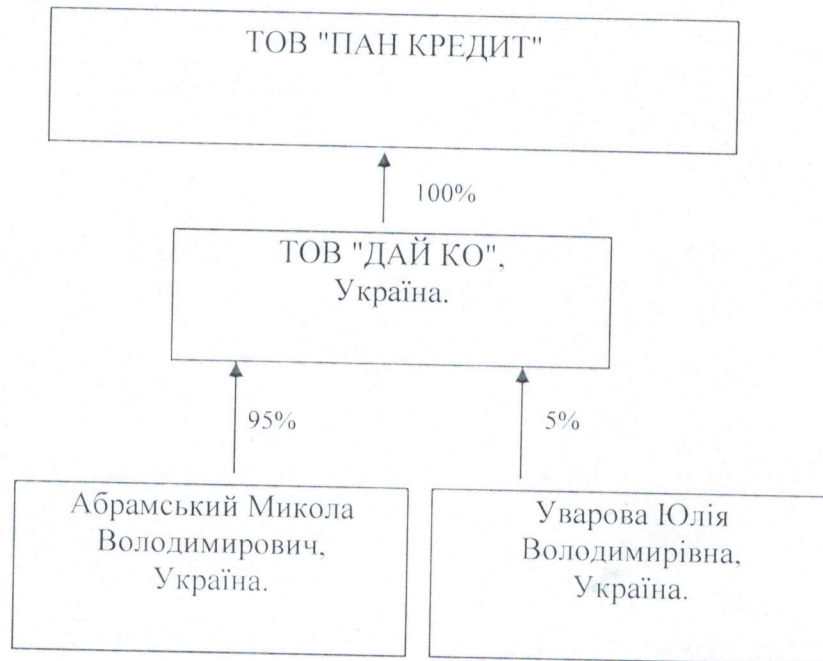 ТОВ "ПАН КРЕДИТ"
100%
ТОВ "ДАЙ КО",
Україна.
95%
5%
Абрамський Микола
Володимирович,
Україна.
Уварова Юлія
Володимирівна,
Україна.